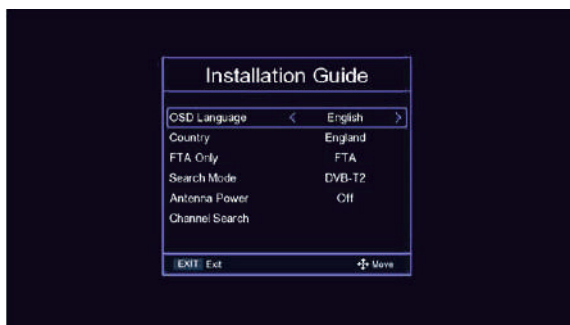 Installation Guide
OSD Language < English >
Country England
FTA Only FTA
Search Mode DVB-T2
Antenna Power Off
Channel Search
EXIT Exit Move